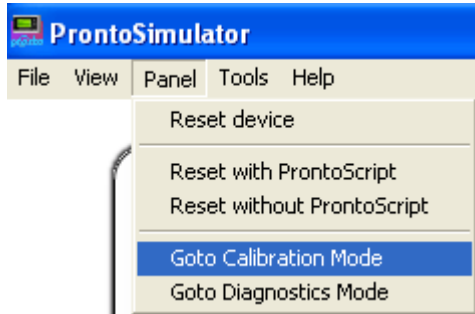 ProntoSimulator
File View Panel Tools Help
Reset device
Reset with ProntoScript
Reset without ProntoScript
Goto Calibration Mode
Goto Diagnostics Mode